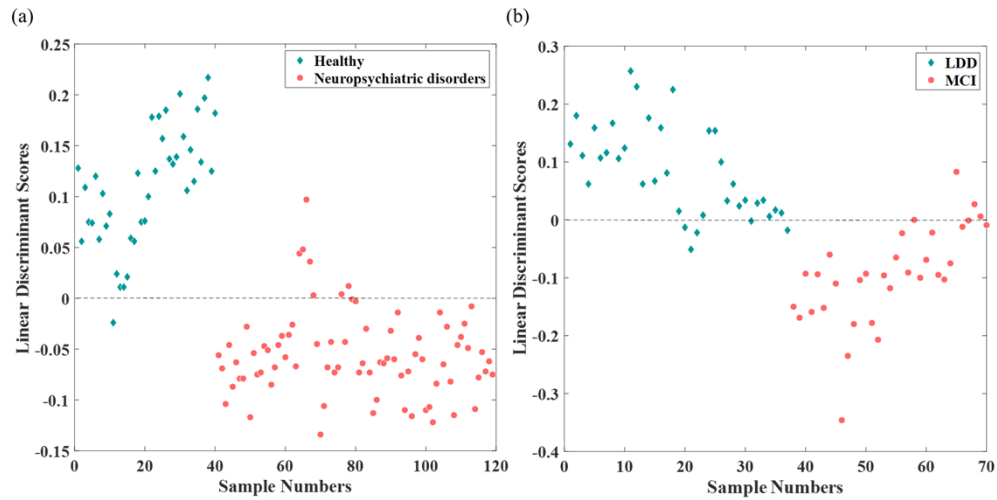 (a)
Linear Discriminant Scores
0.25
0.2
0.15
0.1
0.05
0
-0.05
-0.1
-0.15
0 20 40 60 80 100 120
Sample Numbers
Healthy
Neuropsychiatric disorders
(b)
Linear Discriminant Scores
0.3
0.2
0.1
0
-0.1
-0.2
-0.3
-0.4
0 10 20 30 40 50 60 70
Sample Numbers
LDD
MCI